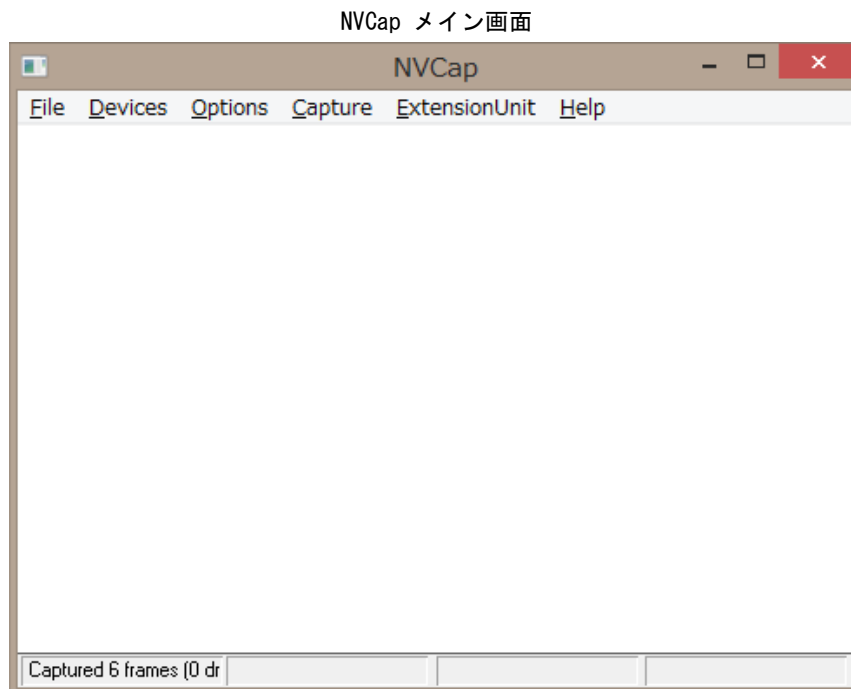 NVCap メイン画面
NVCap
File Devices Options Capture ExtensionUnit Help
Captured 6 frames (0 dr